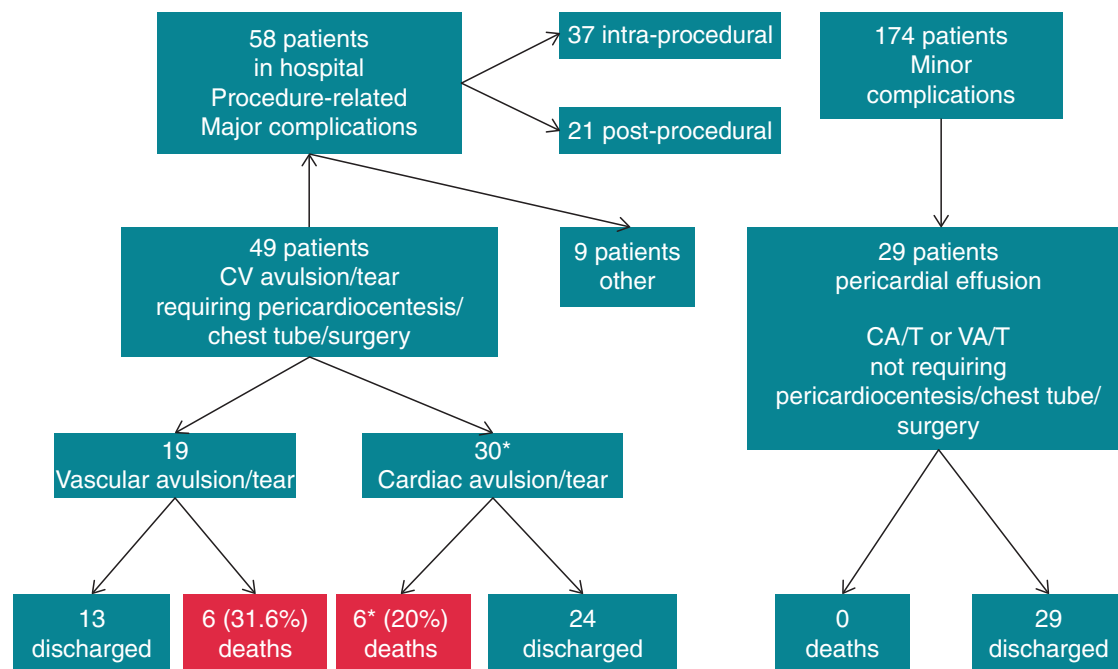 58 patients
in hospital
Procedure-related
Major complications
37 intra-procedural
21 post-procedural
174 patients
Minor
complications
49 patients
CV avulsion/tear
requiring pericardiocentesis/
chest tube/surgery
9 patients
other
29 patients
pericardial effusion
CA/T or VA/T
not requiring
pericardiocentesis/chest tube/
surgery
19
Vascular avulsion/tear
30*
Cardiac avulsion/tear
13
discharged
6 (31.6%)
deaths
6* (20%)
deaths
24
discharged
0
deaths
29
discharged